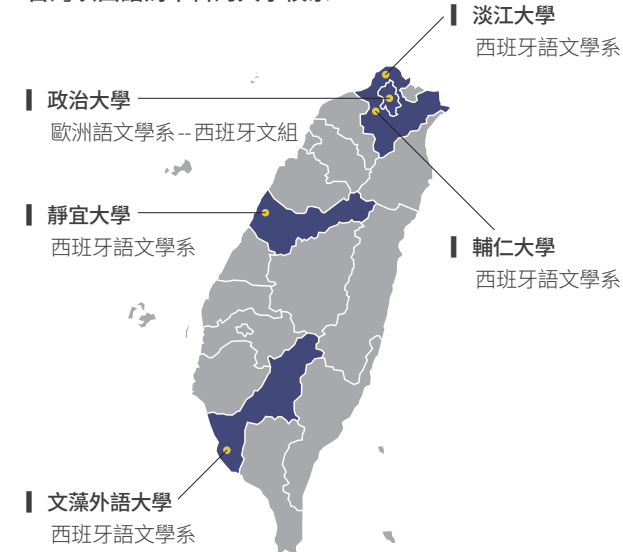 淡江大學
西班牙語文學系
政治大學
歐洲語文學系--西班牙文組
靜宜大學
西班牙語文學系
輔仁大學
西班牙語文學系
文藻外語大學
西班牙語文學系